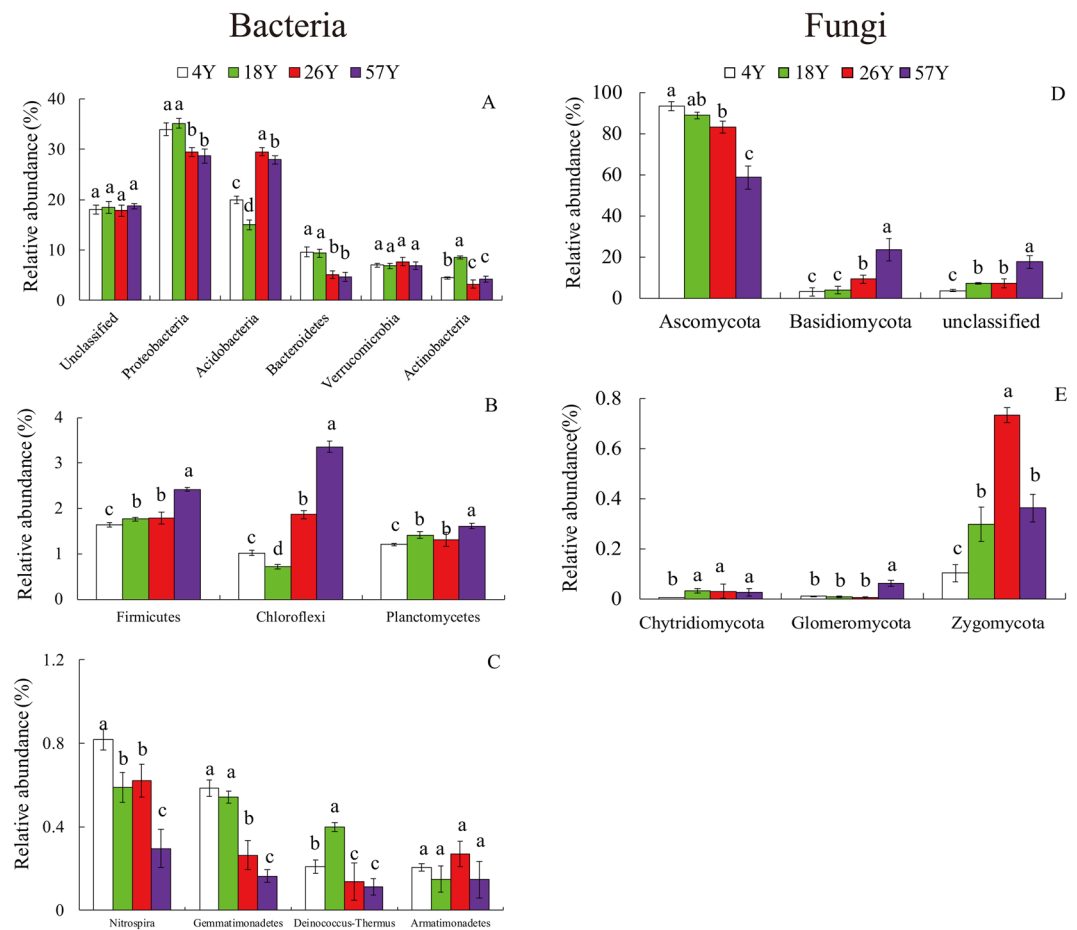 Bacteria
4Y 18Y 26Y 57Y
A
Relative abundance (%)
40
30
20
10
0
a a a a
a a b b
c d a b
a a b b
a a a a
b a c c
Unclassified
Proteobacteria
Acidobacteria
Bacteroidetes
Verrucomicrobia
Actinobacteria
B
Relative abundance (%)
4
3
2
1
0
c b b a
c d b a
c b b a
Firmicutes Chloroflexi Planctomycetes
C
Relative abundance (%)
1.2
0.8
0.4
0
a b b c
a a b c
b a c c
a a a a
Nitrospira Gemmatimonadetes Deinococcus-Thermus Armatimonadetes
Fungi
4Y 18Y 26Y 57Y
D
Relative abundance (%)
100
80
60
40
20
0
a ab b c
c c b a
c b b a
Ascomycota Basidiomycota unclassified
E
Relative abundance(%)
0.8
0.6
0.4
0.2
0
b a a a
b b b a
c b a b
Chytridiomycota Glomeromycota Zygomycota